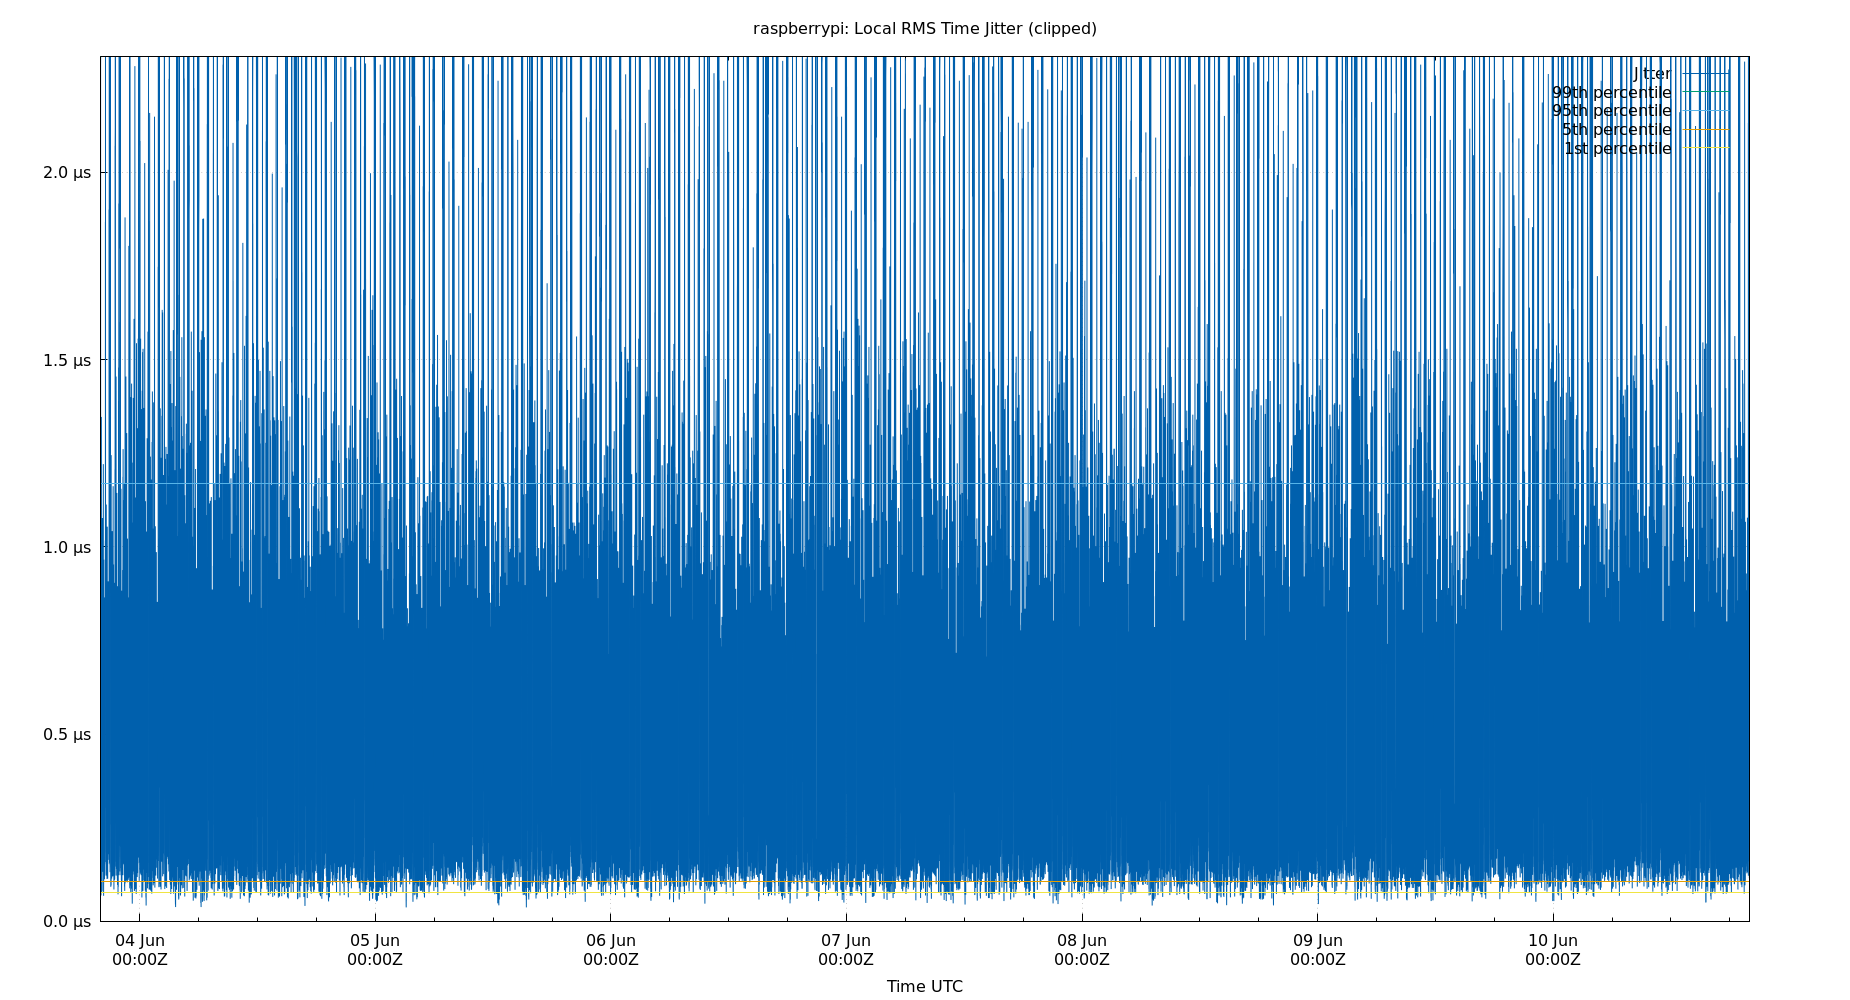 raspberrypi: Local RMS Time Jitter (clipped)
Jitter
99th percentile
95th percentile
5th percentile
1st percentile
2.0 µs
1.5 µs
1.0 µs
0.5 µs
0.0 µs
04 Jun 05 Jun 06 Jun 07 Jun 08 Jun 09 Jun 10 Jun
00:00Z 00:00Z 00:00Z 00:00Z 00:00Z 00:00Z 00:00Z
Time UTC